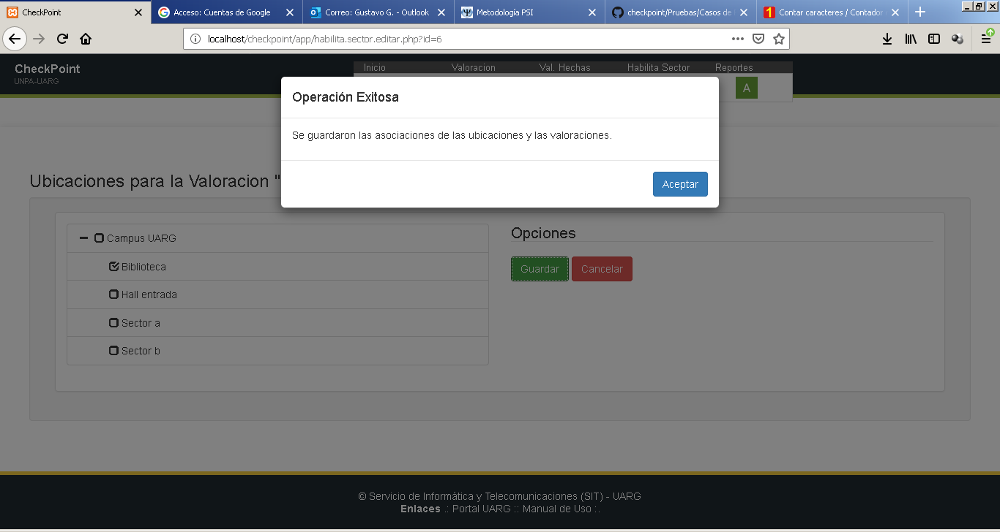 CheckPoint
Acceso: Cuentas de Google
Correo: Gustavo G. - Outlook
Metodología PSI
checkpoint/Pruebas/Casos de
1 Contar caracteres / Contador
localhost/checkpoint/app/habilita.sector.editar.php?id=6
CheckPoint
UNPA-UARG
Inicio Valoracion Val. Hechas Habilita Sector Reportes
A
Operación Exitosa
Se guardaron las asociaciones de las ubicaciones y las valoraciones.
Aceptar
Ubicaciones para la Valoracion "
Campus UARG
Biblioteca
Hall entrada
Sector a
Sector b
Opciones
Guardar Cancelar
© Servicio de Informática y Telecomunicaciones (SIT) - UARG
Enlaces .: Portal UARG :: Manual de Uso :.